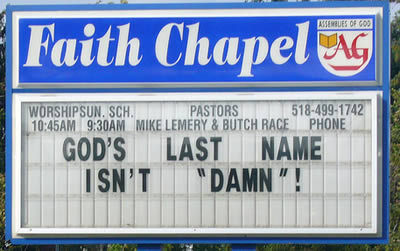 Faith Chapel
ASSEMBLIES OF GOD
AG
WORSHIP SUN. SCH. PASTORS 518-499-1742
10:45AM 9:30AM MIKE LEMERY & BUTCH RACE PHONE
GOD'S LAST NAME
ISN'T "DAMN"!